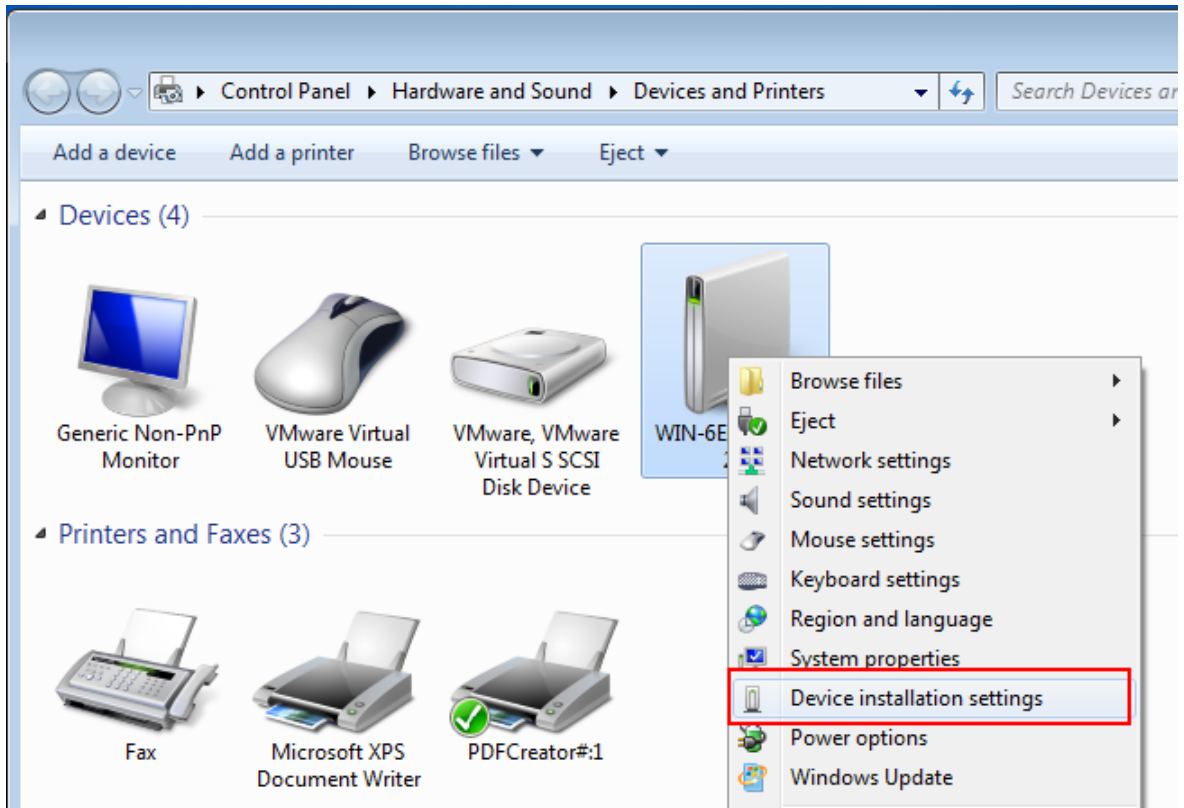 Control Panel Hardware and Sound Devices and Printers
Search Devices
Add a device Add a printer Browse files Eject
Devices (4)
Generic Non-PnP
Monitor
VMware Virtual
USB Mouse
VMware, VMware
Virtual S SCSI
Disk Device
Browse files
Eject
Network settings
Sound settings
Mouse settings
Keyboard settings
Region and language
System properties
Device installation settings
Power options
Windows Update
Printers and Faxes (3)
Fax
Microsoft XPS
Document Writer
PDFCreator#:1